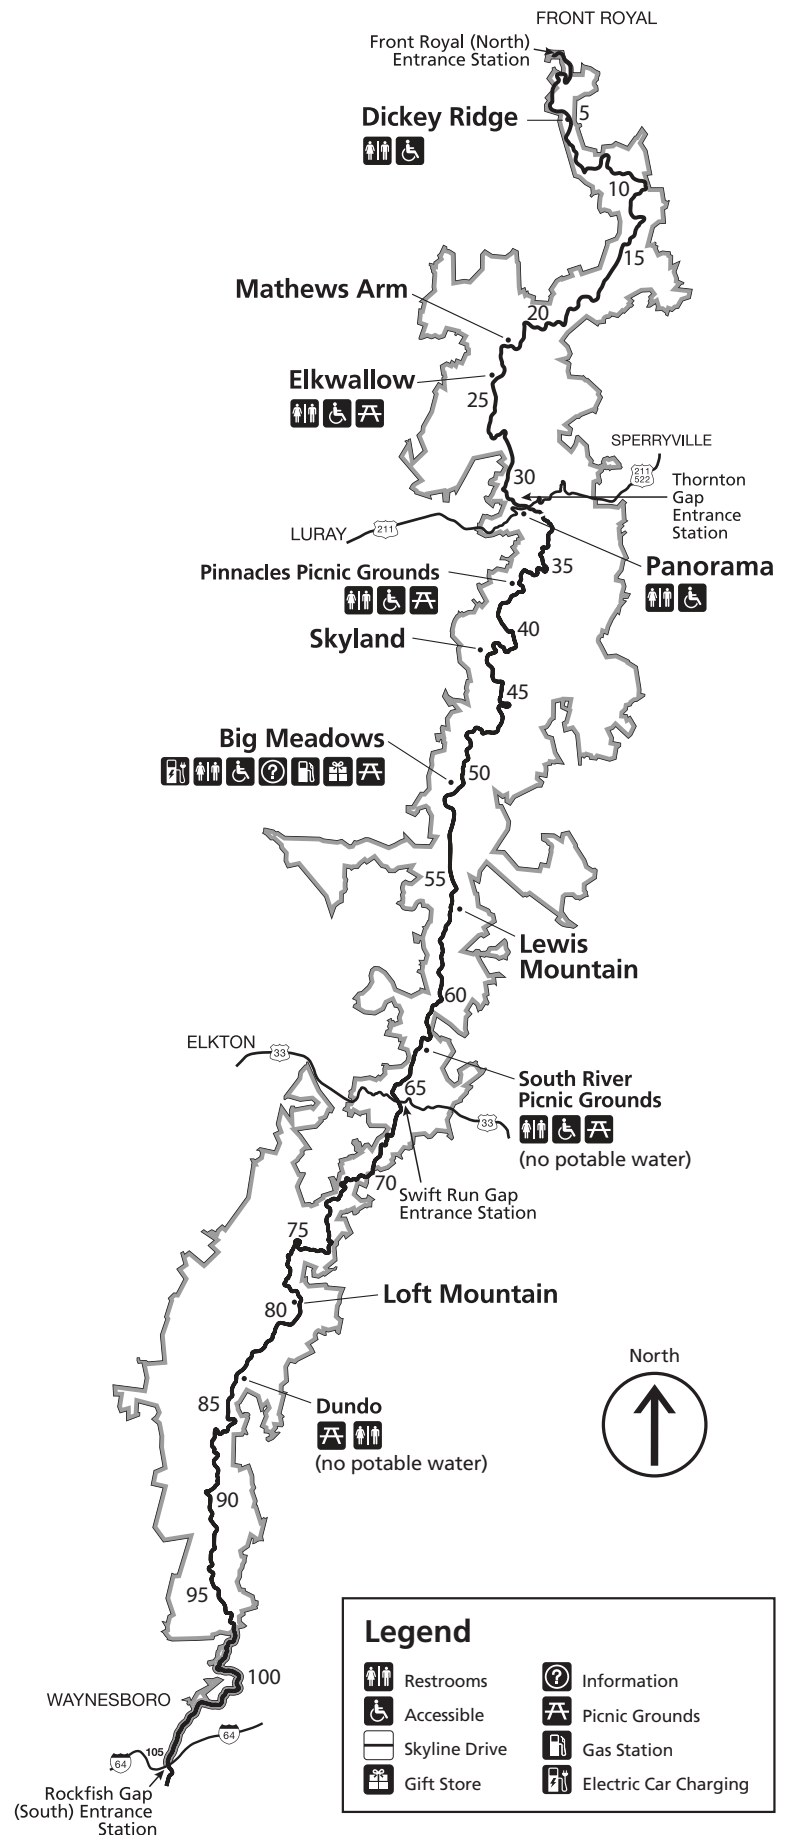 FRONT ROYAL
Front Royal (North)
Entrance Station
5
Dickey Ridge
10
15
Mathews Arm
20
Elkwallow
25
SPERRYVILLE
30
211
522
Thornton
Gap
Entrance
Station
LURAY
211
35
Panorama
Pinnacles Picnic Grounds
40
Skyland
45
Big Meadows
?
50
55
Lewis
Mountain
60
ELKTON
33
65
South River
Picnic Grounds
33
(no potable water)
70
Swift Run Gap
Entrance Station
75
Loft Mountain
80
North
85
Dundo
(no potable water)
90
95
100
WAYNESBORO
64
105
64
Rockfish Gap
(South) Entrance
Station
Legend
Restrooms
? Information
Accessible
Picnic Grounds
Skyline Drive
Gas Station
Gift Store
Electric Car Charging